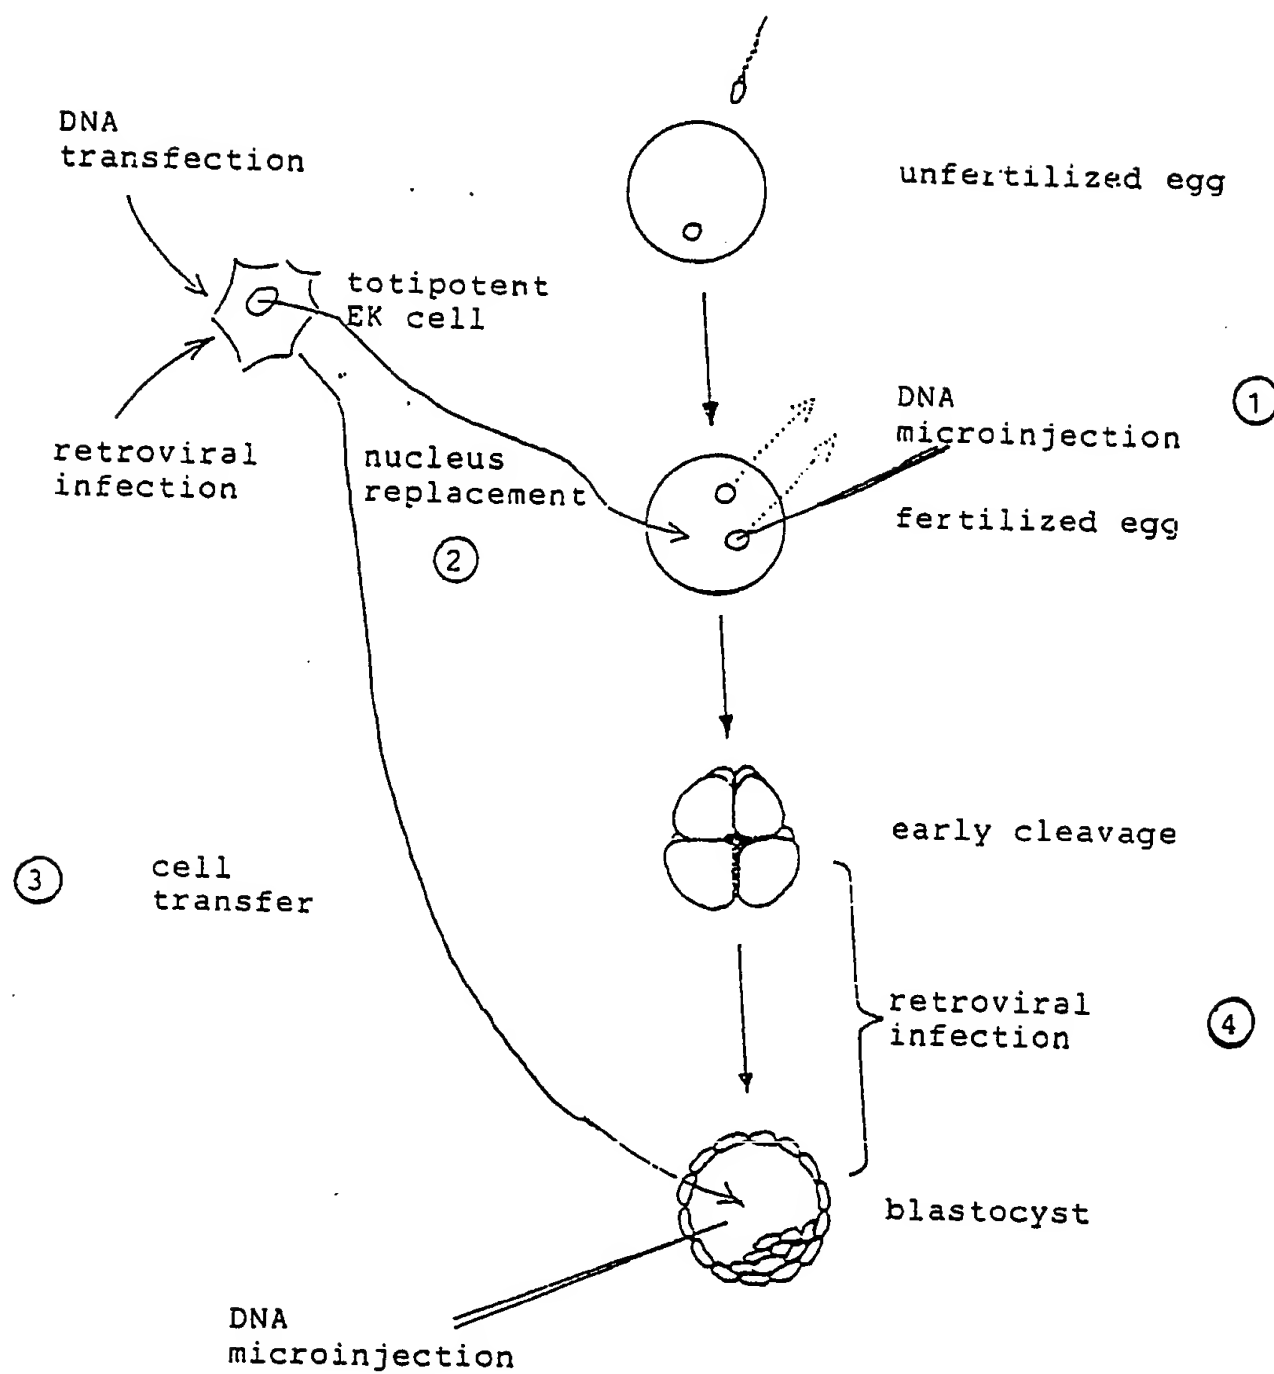 DNA
transfection
unfertilized egg
totipotent
EK cell
DNA
microinjection
1
retroviral
infection
nucleus
replacement
2
fertilized egg
early cleavage
3
cell
transfer
retroviral
infection
4
blastocyst
DNA
microinjection